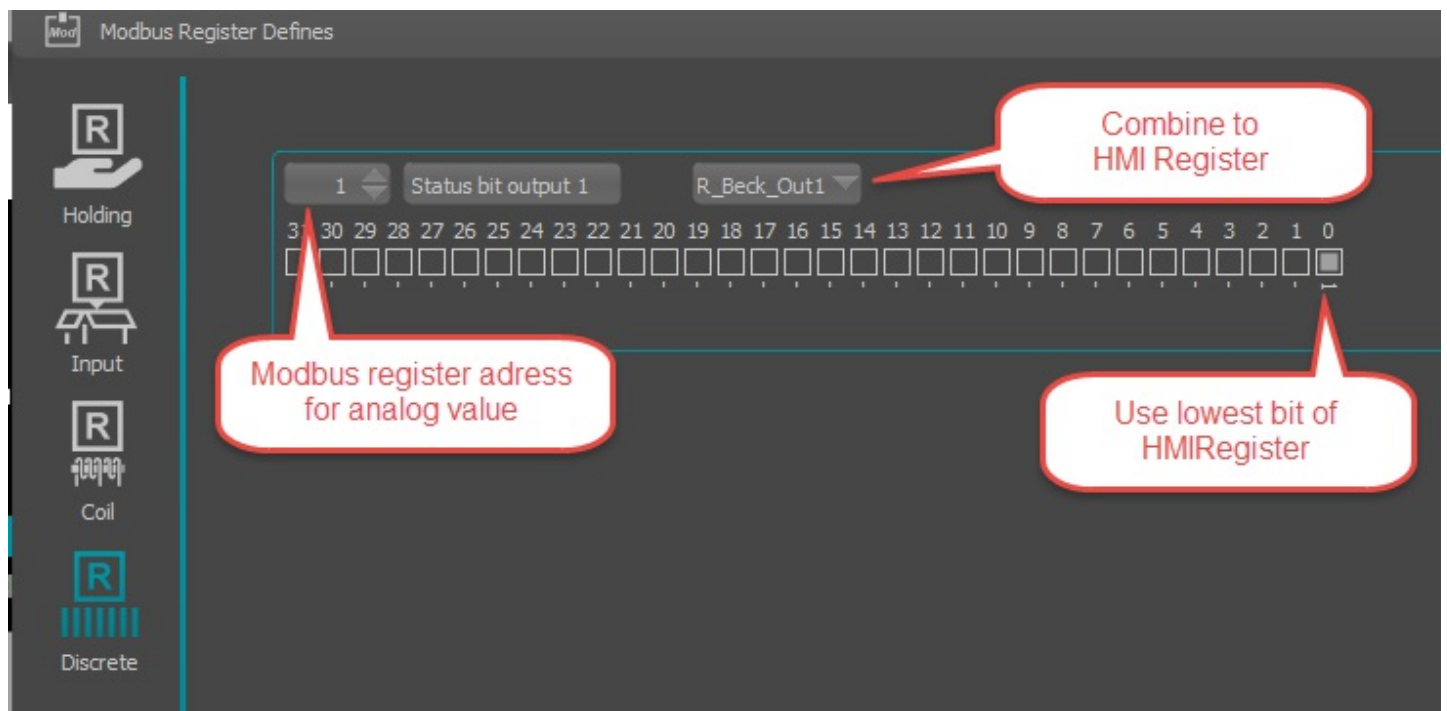 Mod Modbus Register Defines
R
Holding
R
Input
R
Coil
R
Discrete
Combine to
HMI Register
1 Status bit output 1 R_Beck_Out1
31 30 29 28 27 26 25 24 23 22 21 20 19 18 17 16 15 14 13 12 11 10 9 8 7 6 5 4 3 2 1 0
1
Modbus register adress
for analog value
Use lowest bit of
HMIRegister